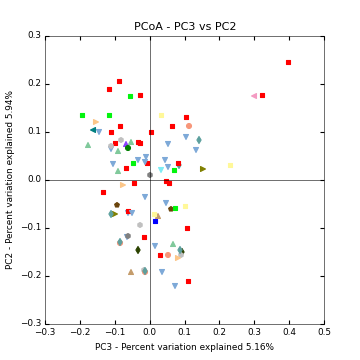 PCoA - PC3 vs PC2
0.3
0.2
0.1
0.0
−0.1
−0.2
−0.3
PC2 - Percent variation explained 5.94%
−0.3 −0.2 −0.1 0.0 0.1 0.2 0.3 0.4 0.5
PC3 - Percent variation explained 5.16%